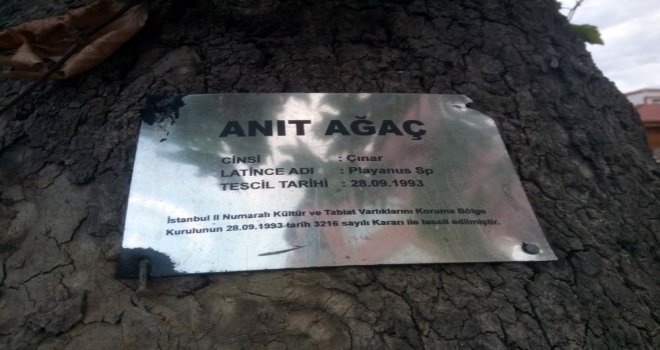 ANIT AĞAÇ
CİNSİ : Çınar
LATİNCE ADI : Playanus Sp
TESCİL TARİHİ : 28.09.1993
İstanbul II Numaralı Kültür ve Tabiat Varlıklarını Koruma Bölge
Kurulunun 28.09.1993 tarih 3216 sayılı Kararı ile tescil edilmiştir.